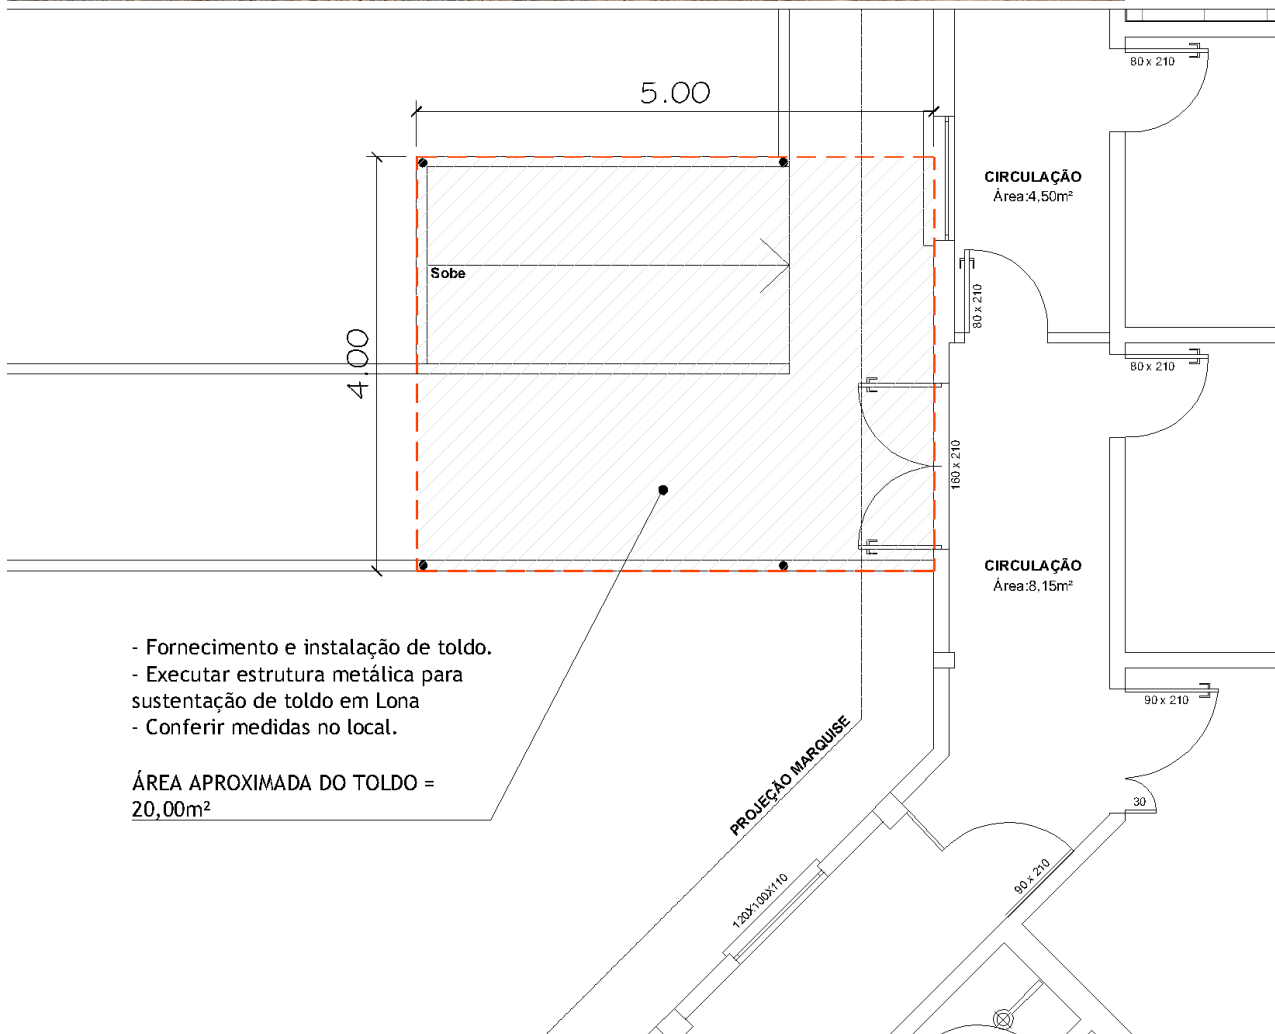 80 x 210
5.00
CIRCULAÇÃO
Área:4,50m²
Sobe
80 x 210
4.00
80 x 210
160 x 210
CIRCULAÇÃO
Área:8,15m²
- Fornecimento e instalação de toldo.
- Executar estrutura metálica para
sustentação de toldo em Lona
- Conferir medidas no local.
90 x 210
ÁREA APROXIMADA DO TOLDO =
20,00m²
PROJEÇÃO MARQUISE
30
90 x 210
120X100X110